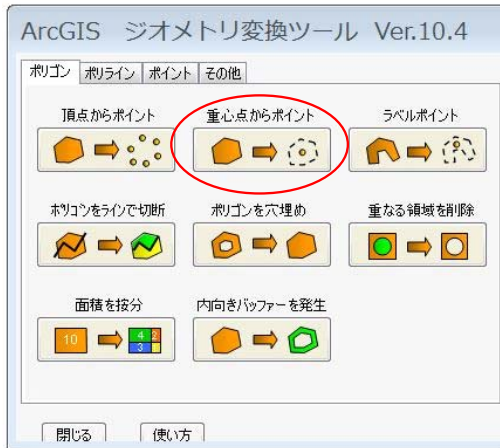 ArcGIS ジオメトリ変換ツール Ver.10.4
ポリゴン ポリライン ポイント その他
頂点からポイント 重心点からポイント ラベルポイント
ポリゴンをラインで切断 ポリゴンを穴埋め 重なる領域を削除
面積を按分 内向きバッファーを発生
10 4 2 3
閉じる 使い方